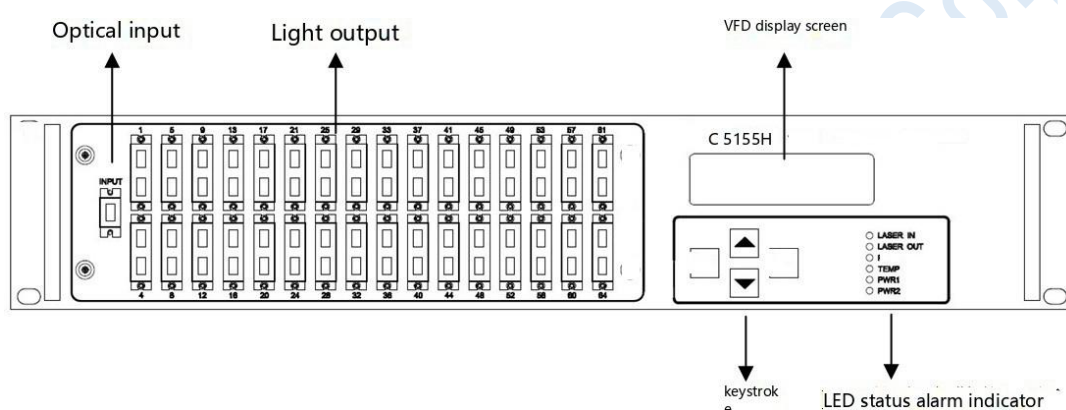 Optical input
Light output
VFD display screen
1 5 9 13 17 21 25 29 33 37 41 45 49 53 57 61
C 5155H
INPUT
LASER IN
LASER OUT
I
TEMP
PWR1
PWR2
4 8 12 16 20 24 28 32 36 40 44 48 52 56 60 64
keystrok
e
LED status alarm indicator